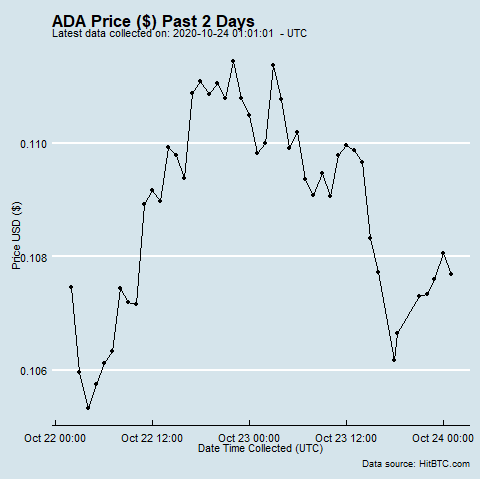 ADA Price ($) Past 2 Days
Latest data collected on: 2020-10-24 01:01:01 - UTC
Price USD ($)
0.110
0.108
0.106
Oct 22 00:00 Oct 22 12:00 Oct 23 00:00 Oct 23 12:00 Oct 24 00:00
Date Time Collected (UTC)
Data source: HitBTC.com